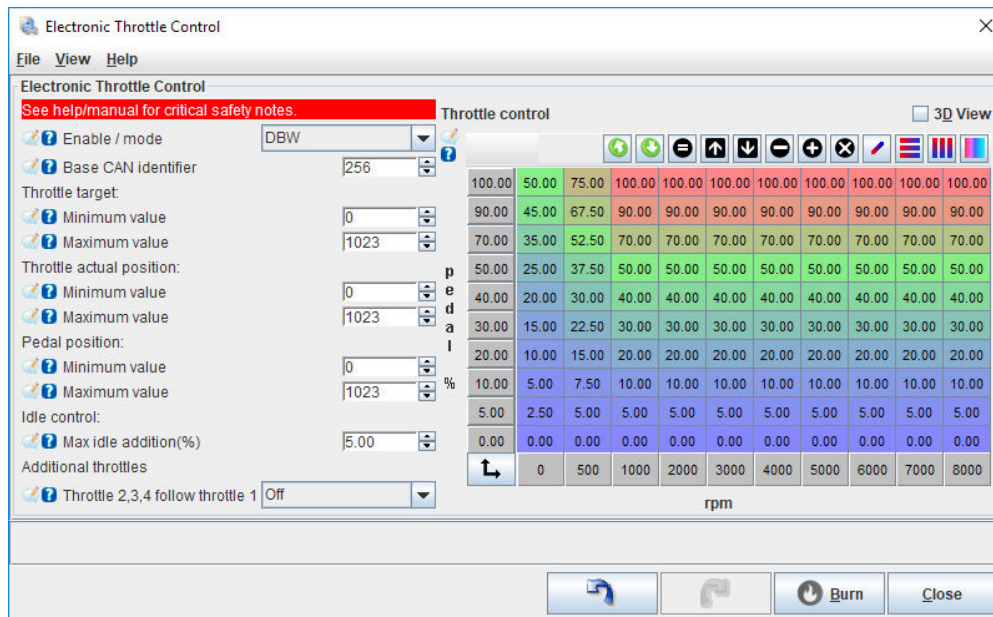 Electronic Throttle Control
File View Help
Electronic Throttle Control
See help/manual for critical safety notes.
Enable / mode DBW
Base CAN identifier 256
Throttle target:
Minimum value 0
Maximum value 1023
Throttle actual position:
Minimum value 0
Maximum value 1023
Pedal position:
Minimum value 0
Maximum value 1023
Idle control:
Max idle addition(%) 5.00
Additional throttles
Throttle 2,3,4 follow throttle 1 Off
Throttle control 3D View
pedal %
100.00 50.00 75.00 100.00 100.00 100.00 100.00 100.00 100.00 100.00 100.00
90.00 45.00 67.50 90.00 90.00 90.00 90.00 90.00 90.00 90.00 90.00
70.00 35.00 52.50 70.00 70.00 70.00 70.00 70.00 70.00 70.00 70.00
50.00 25.00 37.50 50.00 50.00 50.00 50.00 50.00 50.00 50.00 50.00
40.00 20.00 30.00 40.00 40.00 40.00 40.00 40.00 40.00 40.00 40.00
30.00 15.00 22.50 30.00 30.00 30.00 30.00 30.00 30.00 30.00 30.00
20.00 10.00 15.00 20.00 20.00 20.00 20.00 20.00 20.00 20.00 20.00
10.00 5.00 7.50 10.00 10.00 10.00 10.00 10.00 10.00 10.00 10.00
5.00 2.50 5.00 5.00 5.00 5.00 5.00 5.00 5.00 5.00 5.00
0.00 0.00 0.00 0.00 0.00 0.00 0.00 0.00 0.00 0.00 0.00
0 500 1000 2000 3000 4000 5000 6000 7000 8000
rpm
Burn Close